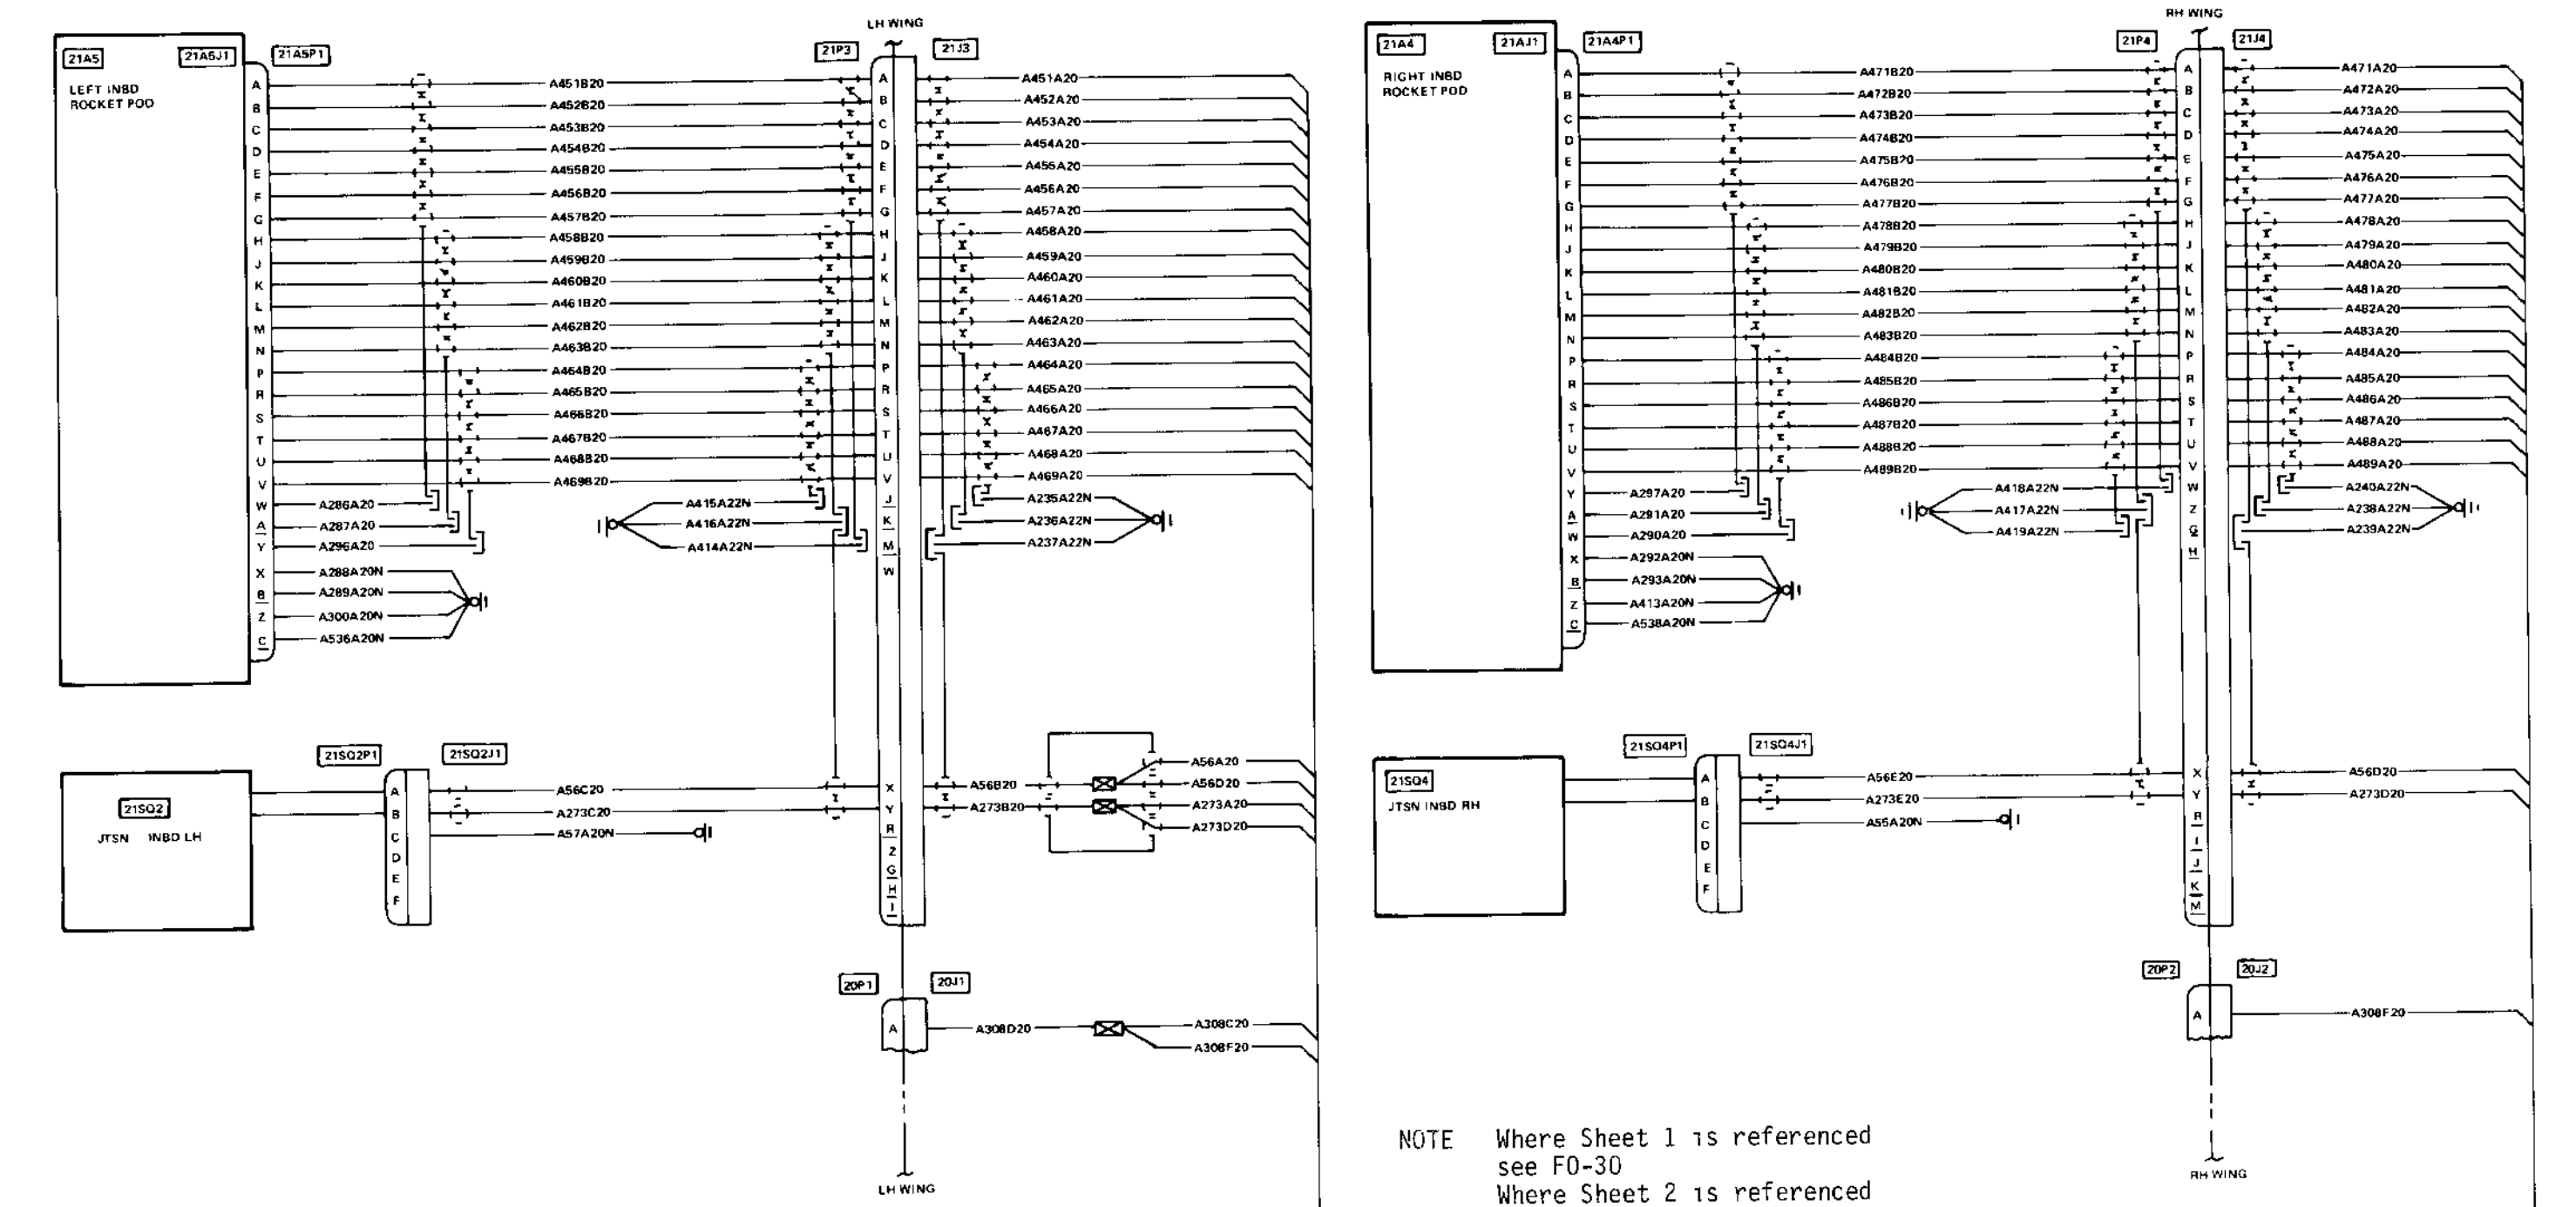 LH WING
21A5
21A5J1
21A5P1
21P3
21J3
LEFT INBD
ROCKET POD
A A451B20 A A451A20
B A452B20 B A452A20
C A453B20 C A453A20
D A454B20 D A454A20
E A455B20 E A455A20
F A456B20 F A456A20
G A457B20 G A457A20
H A458B20 H A458A20
J A459B20 J A459A20
K A460B20 K A460A20
L A461B20 L A461A20
M A462B20 M A462A20
N A463B20 N A463A20
P A464B20 P A464A20
R A465B20 R A465A20
S A466B20 S A466A20
T A467B20 T A467A20
U A468B20 U A468A20
V A469B20 V A469A20
W A286A20 A415A22N J A235A22N
A A287A20 A416A22N K A236A22N
Y A296A20 A414A22N M A237A22N
X A288A20N W
B A289A20N
Z A300A20N
C A536A20N
21SQ2P1
21SQ2J1
21SQ2
JTSN INBD LH
A A56C20 X A56B20 A56A20
A56D20
B A273C20 Y A273B20 A273A20
A273D20
C A57A20N R
D Z
E G
F H
I
20P1
20J1
A A308D20 A308C20
A308F20
LH WING
RH WING
21A4
21AJ1
21A4P1
21P4
21J4
RIGHT INBD
ROCKET POD
A A471B20 A A471A20
B A472B20 B A472A20
C A473B20 C A473A20
D A474B20 D A474A20
E A475B20 E A475A20
F A476B20 F A476A20
G A477B20 G A477A20
H A478B20 H A478A20
J A479B20 J A479A20
K A480B20 K A480A20
L A481B20 L A481A20
M A482B20 M A482A20
N A483B20 N A483A20
P A484B20 P A484A20
R A485B20 R A485A20
S A486B20 S A486A20
T A487B20 T A487A20
U A488B20 U A488A20
V A489B20 V A489A20
Y A297A20 A418A22N W A240A22N
A A291A20 A417A22N Z A238A22N
W A290A20 A419A22N G A239A22N
X A292A20N H
B A293A20N
Z A413A20N
C A538A20N
21SQ4P1
21SQ4J1
21SQ4
JTSN INBD RH
A A56E20 X A56D20
B A273E20 Y A273D20
C A55A20N R
D I
E J
F K
M
20P2
20J2
A A308F20
RH WING
NOTE Where Sheet 1 is referenced
see FO-30
Where Sheet 2 is referenced